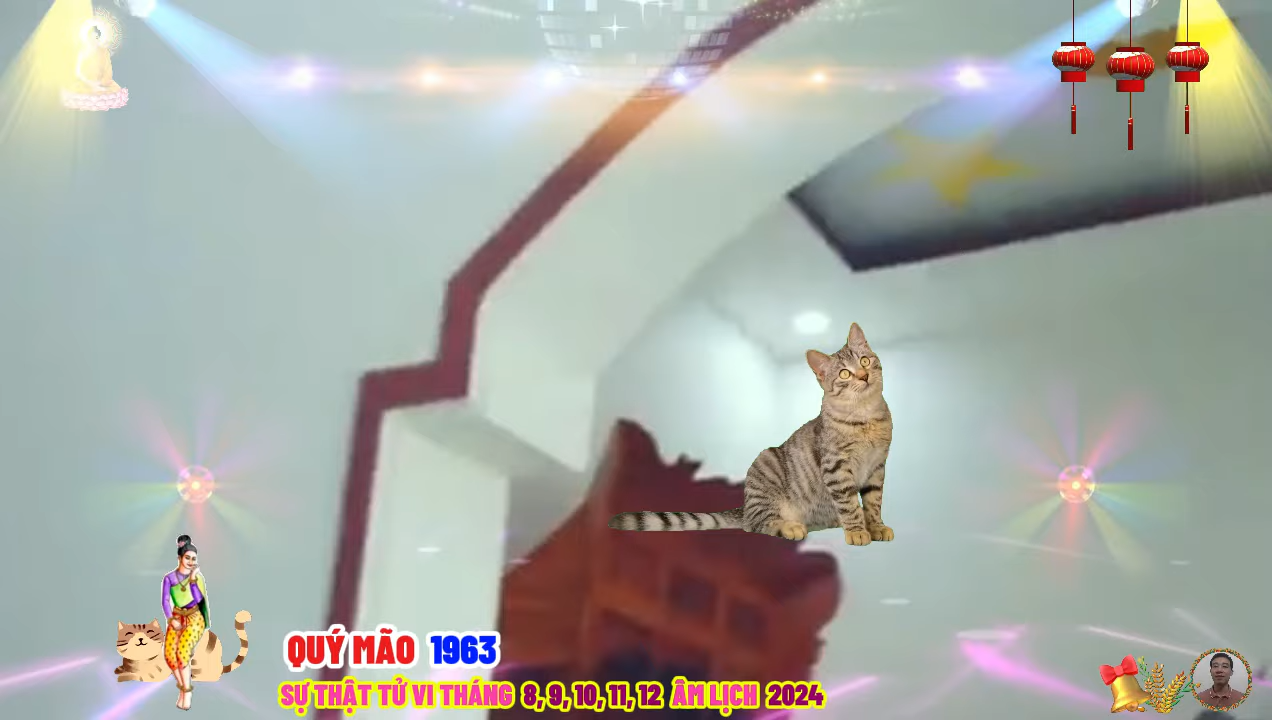 QUÝ MÃO 1963
SỰ THẬT TỬ VI THÁNG 8, 9, 10, 11, 12 ÂM LỊCH 2024